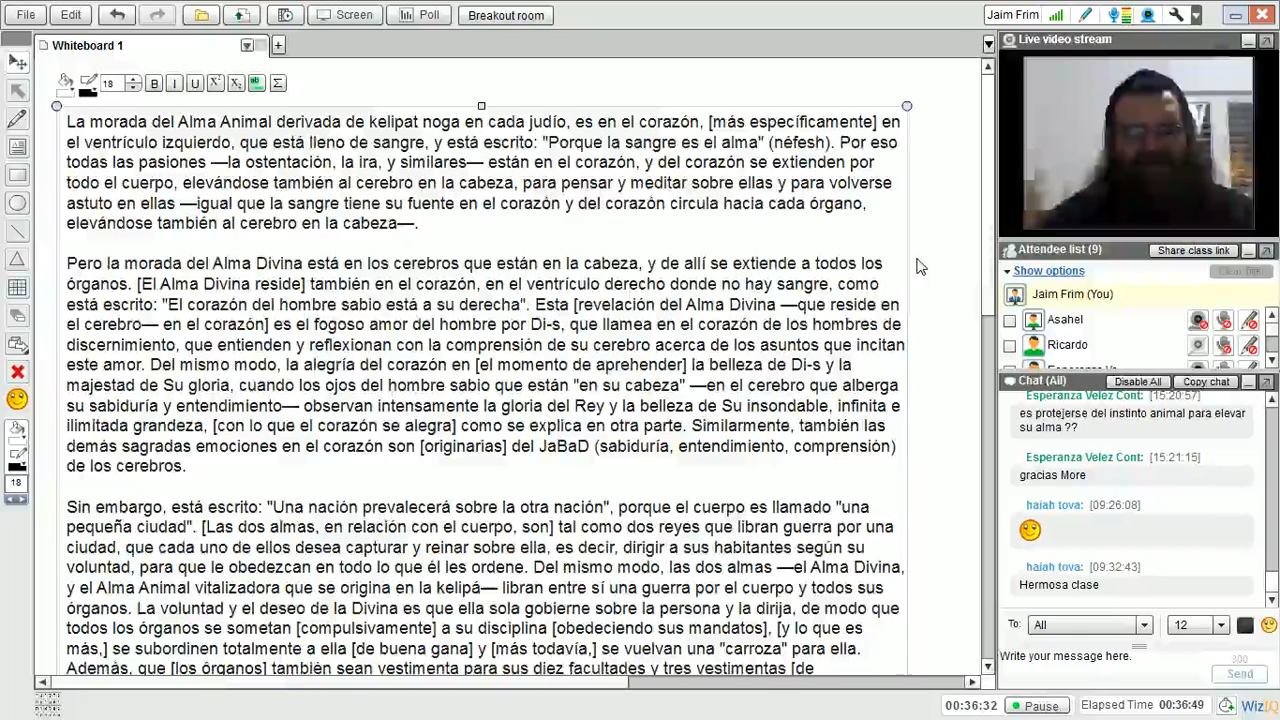 File
Edit
Screen
Poll
Breakout room
Jaim Frim
Whiteboard 1
18 B I U X² X₂ ab Σ
La morada del Alma Animal derivada de kelipat noga en cada judío, es en el corazón, [más específicamente] en
el ventrículo izquierdo, que está lleno de sangre, y está escrito: "Porque la sangre es el alma" (néfesh). Por eso
todas las pasiones —la ostentación, la ira, y similares— están en el corazón, y del corazón se extienden por
todo el cuerpo, elevándose también al cerebro en la cabeza, para pensar y meditar sobre ellas y para volverse
astuto en ellas —igual que la sangre tiene su fuente en el corazón y del corazón circula hacia cada órgano,
elevándose también al cerebro en la cabeza—.
Pero la morada del Alma Divina está en los cerebros que están en la cabeza, y de allí se extiende a todos los
órganos. [El Alma Divina reside] también en el corazón, en el ventrículo derecho donde no hay sangre, como
está escrito: "El corazón del hombre sabio está a su derecha". Esta [revelación del Alma Divina —que reside en
el cerebro— en el corazón] es el fogoso amor del hombre por Di-s, que llamea en el corazón de los hombres de
discernimiento, que entienden y reflexionan con la comprensión de su cerebro acerca de los asuntos que incitan
este amor. Del mismo modo, la alegría del corazón en [el momento de aprehender] la belleza de Di-s y la
majestad de Su gloria, cuando los ojos del hombre sabio que están "en su cabeza" —en el cerebro que alberga
su sabiduría y entendimiento— observan intensamente la gloria del Rey y la belleza de Su insondable, infinita e
ilimitada grandeza, [con lo que el corazón se alegra] como se explica en otra parte. Similarmente, también las
demás sagradas emociones en el corazón son [originarias] del JaBaD (sabiduría, entendimiento, comprensión)
de los cerebros.
Sin embargo, está escrito: "Una nación prevalecerá sobre la otra nación", porque el cuerpo es llamado "una
pequeña ciudad". [Las dos almas, en relación con el cuerpo, son] tal como dos reyes que libran guerra por una
ciudad, que cada uno de ellos desea capturar y reinar sobre ella, es decir, dirigir a sus habitantes según su
voluntad, para que le obedezcan en todo lo que él les ordene. Del mismo modo, las dos almas —el Alma Divina,
y el Alma Animal vitalizadora que se origina en la kelipá— libran entre sí una guerra por el cuerpo y todos sus
órganos. La voluntad y el deseo de la Divina es que ella sola gobierne sobre la persona y la dirija, de modo que
todos los órganos se sometan [compulsivamente] a su disciplina [obedeciendo sus mandatos], [y lo que es
más,] se subordinen totalmente a ella [de buena gana] y [más todavía,] se vuelvan una "carroza" para ella.
Además, que [los órganos] también sean vestimenta para sus diez facultades y tres vestimentas [de
18
Live video stream
Attendee list (9)
Share class link
Show options
Jaim Frim (You)
Asahel
Ricardo
Chat (All)
Disable All
Copy chat
Esperanza Velez Cont: [15:20:57]
es protejerse del instinto animal para elevar
su alma ??
Esperanza Velez Cont: [15:21:15]
gracias More
haiah tova: [09:26:08]
haiah tova: [09:32:43]
Hermosa clase
To: All 12
Write your message here.
300
Send
00:36:32
Pause
Elapsed Time 00:36:49
WizIQ